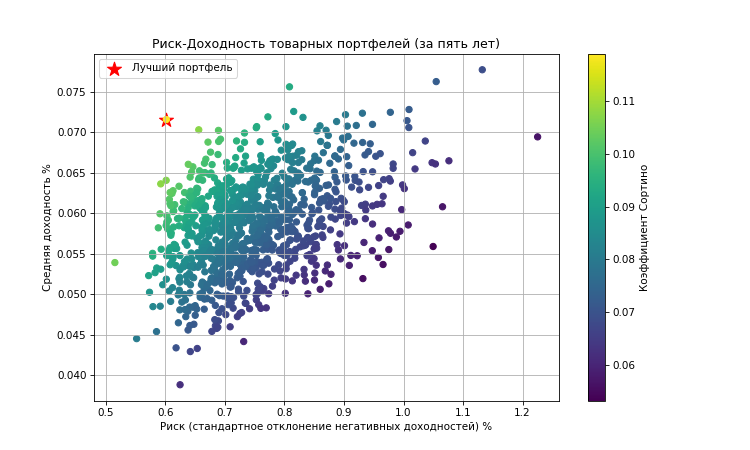 Риск-Доходность товарных портфелей (за пять лет)
Лучший портфель
0.075
0.070
0.065
0.060
0.055
0.050
0.045
0.040
Средняя доходность %
0.5 0.6 0.7 0.8 0.9 1.0 1.1 1.2
Риск (стандартное отклонение негативных доходностей) %
0.11
0.10
0.09
0.08
0.07
0.06
Коэффициент Сортино